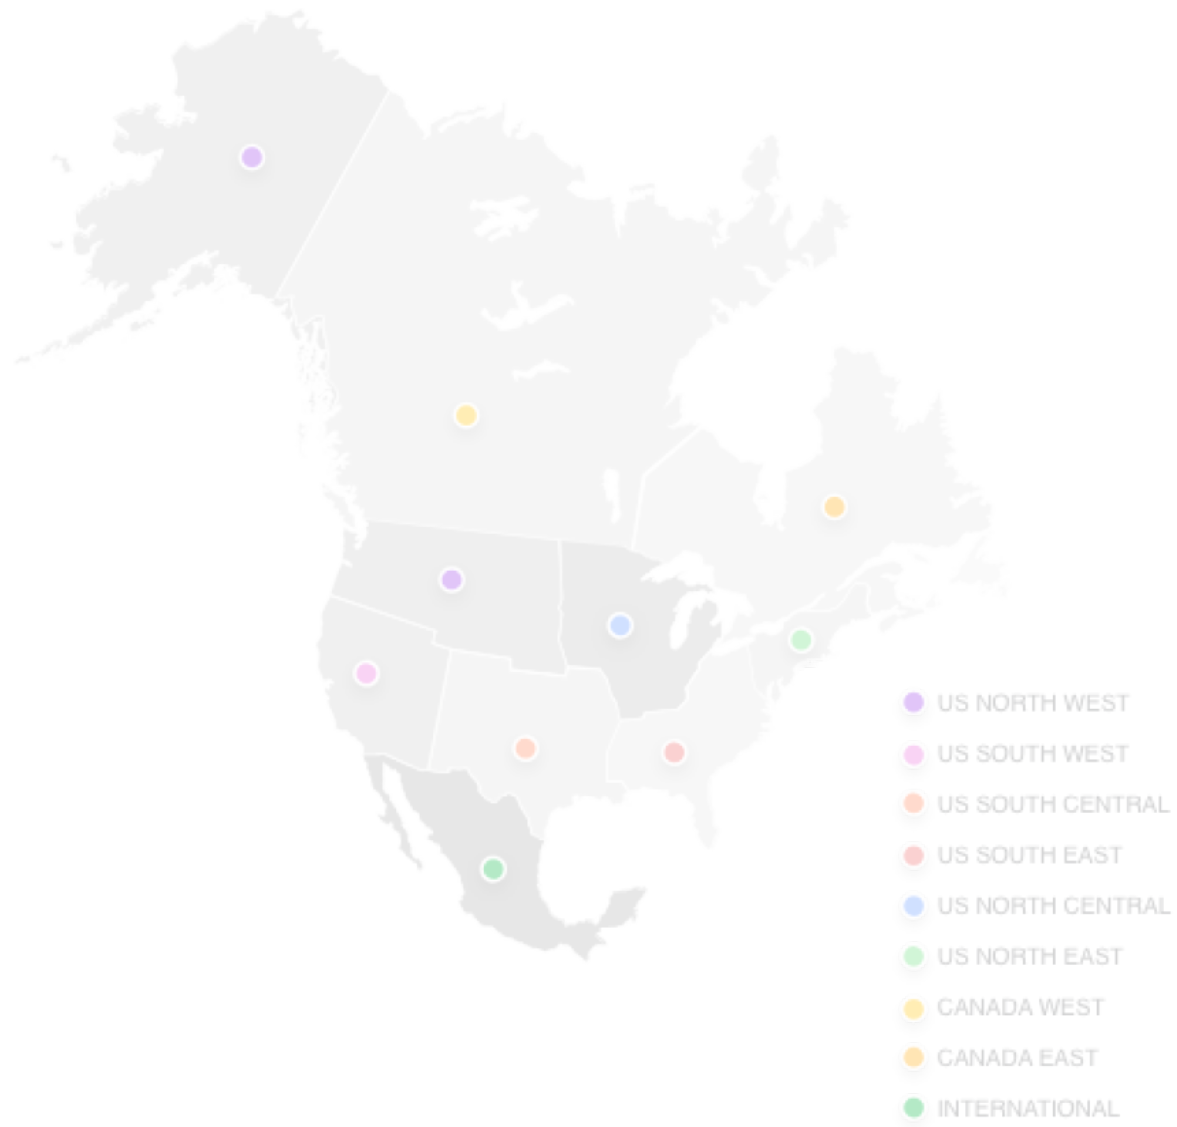 US NORTH WEST
US SOUTH WEST
US SOUTH CENTRAL
US SOUTH EAST
US NORTH CENTRAL
US NORTH EAST
CANADA WEST
CANADA EAST
INTERNATIONAL